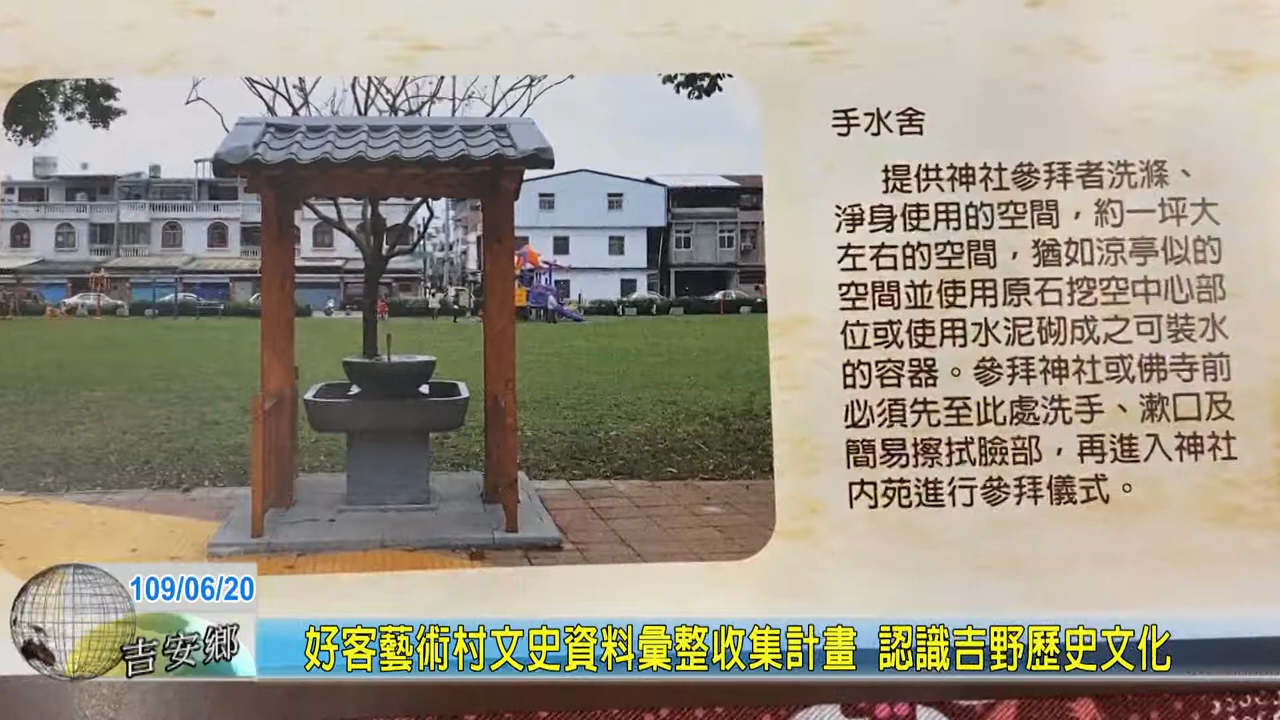 手水舍
提供神社參拜者洗滌、
淨身使用的空間，約一坪大
左右的空間，猶如涼亭似的
空間並使用原石挖空中心部
位或使用水泥砌成之可裝水
的容器。參拜神社或佛寺前
必須先至此處洗手、漱口及
簡易擦拭臉部，再進入神社
內苑進行參拜儀式。
109/06/20
吉安鄉
好客藝術村文史資料彙整收集計畫 認識吉野歷史文化